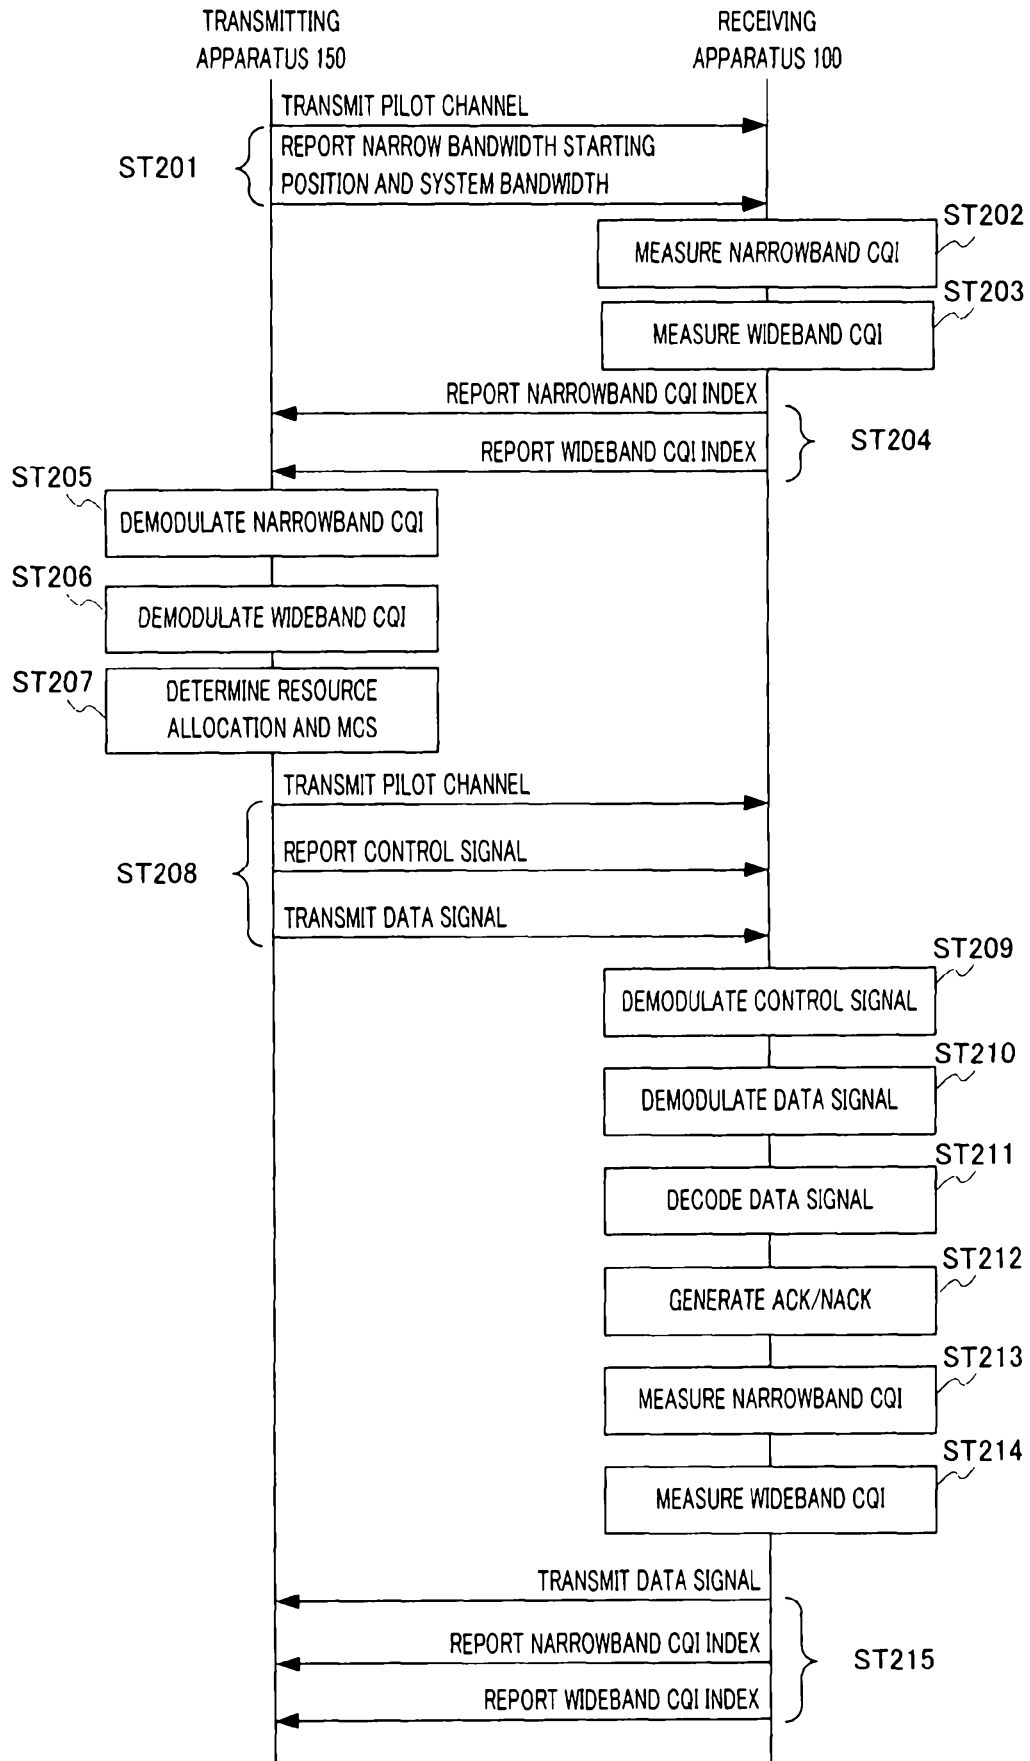 TRANSMITTING
APPARATUS 150
RECEIVING
APPARATUS 100
TRANSMIT PILOT CHANNEL
ST201
REPORT NARROW BANDWIDTH STARTING
POSITION AND SYSTEM BANDWIDTH
ST202
MEASURE NARROWBAND CQI
ST203
MEASURE WIDEBAND CQI
REPORT NARROWBAND CQI INDEX
ST204
REPORT WIDEBAND CQI INDEX
ST205
DEMODULATE NARROWBAND CQI
ST206
DEMODULATE WIDEBAND CQI
ST207
DETERMINE RESOURCE
ALLOCATION AND MCS
TRANSMIT PILOT CHANNEL
ST208
REPORT CONTROL SIGNAL
TRANSMIT DATA SIGNAL
ST209
DEMODULATE CONTROL SIGNAL
ST210
DEMODULATE DATA SIGNAL
ST211
DECODE DATA SIGNAL
ST212
GENERATE ACK/NACK
ST213
MEASURE NARROWBAND CQI
ST214
MEASURE WIDEBAND CQI
TRANSMIT DATA SIGNAL
REPORT NARROWBAND CQI INDEX
ST215
REPORT WIDEBAND CQI INDEX